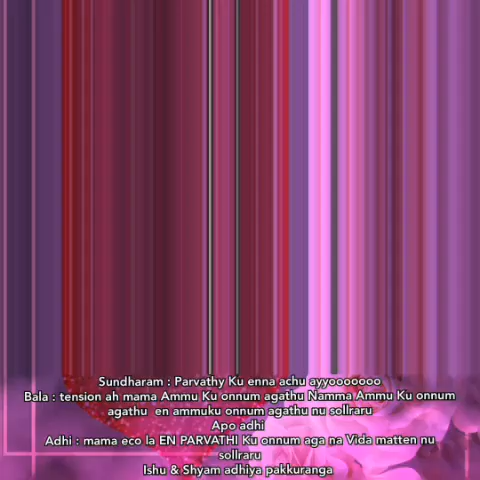 Sundharam : Parvathy Ku enna achu ayyooooooo
Bala : tension ah mama Ammu Ku onnum agathu Namma Ammu Ku onnum
agathu  en ammuku onnum agathu nu sollraru
Apo adhi
Adhi : mama eco la EN PARVATHI Ku onnum aga na Vida matten nu
sollraru
Ishu & Shyam adhiya pakkuranga